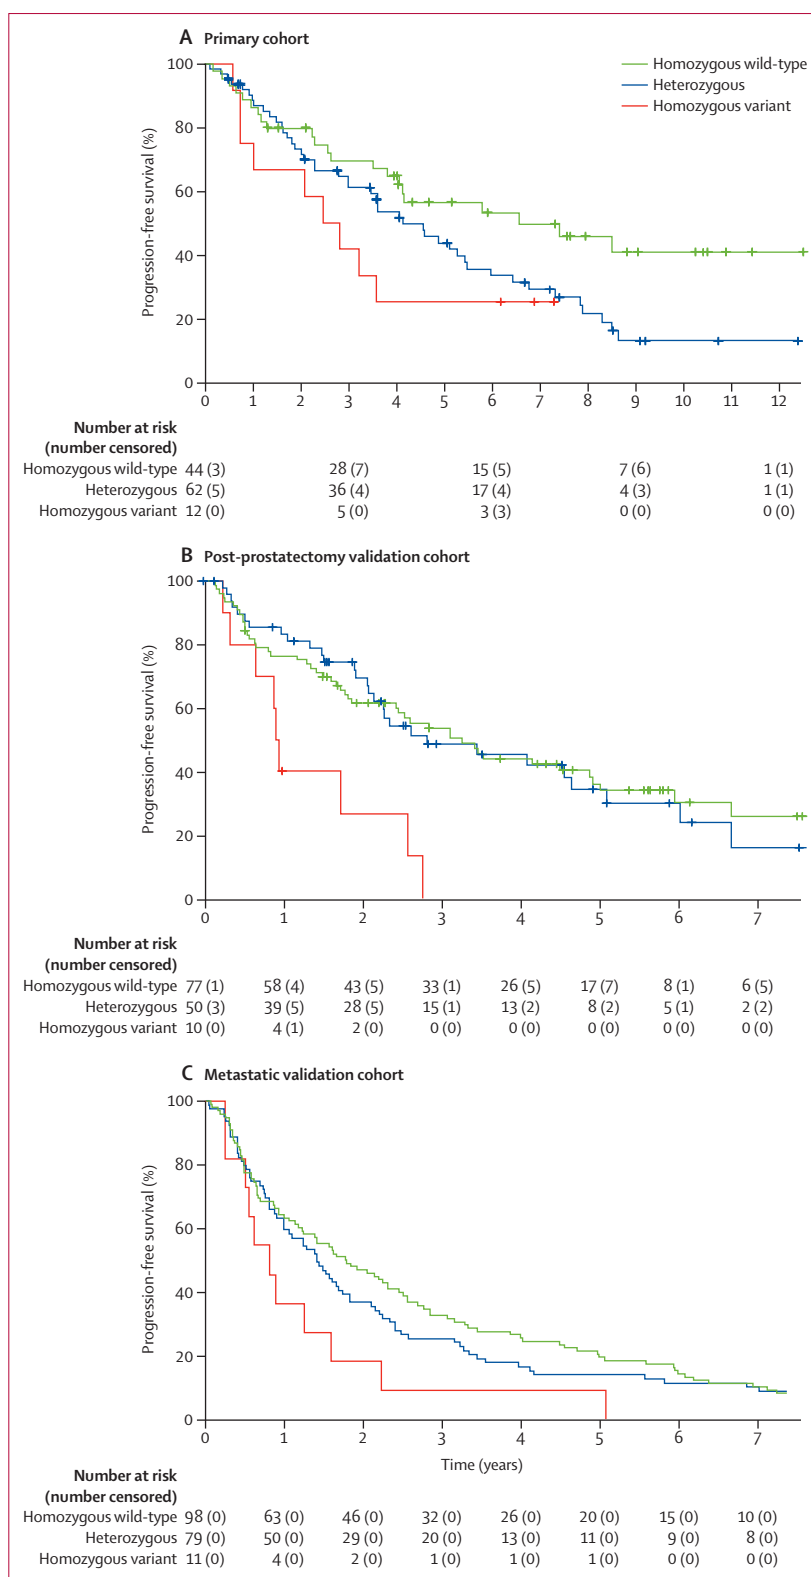 A Primary cohort
Homozygous wild-type
Heterozygous
Homozygous variant
Progression-free survival (%)
100
80
60
40
20
0
0 1 2 3 4 5 6 7 8 9 10 11 12
Number at risk
(number censored)
Homozygous wild-type 44 (3) 28 (7) 15 (5) 7 (6) 1 (1)
Heterozygous 62 (5) 36 (4) 17 (4) 4 (3) 1 (1)
Homozygous variant 12 (0) 5 (0) 3 (3) 0 (0) 0 (0)
B Post-prostatectomy validation cohort
Progression-free survival (%)
100
80
60
40
20
0
0 1 2 3 4 5 6 7
Number at risk
(number censored)
Homozygous wild-type 77 (1) 58 (4) 43 (5) 33 (1) 26 (5) 17 (7) 8 (1) 6 (5)
Heterozygous 50 (3) 39 (5) 28 (5) 15 (1) 13 (2) 8 (2) 5 (1) 2 (2)
Homozygous variant 10 (0) 4 (1) 2 (0) 0 (0) 0 (0) 0 (0) 0 (0) 0 (0)
C Metastatic validation cohort
Progression-free survival (%)
100
80
60
40
20
0
0 1 2 3 4 5 6 7
Time (years)
Number at risk
(number censored)
Homozygous wild-type 98 (0) 63 (0) 46 (0) 32 (0) 26 (0) 20 (0) 15 (0) 10 (0)
Heterozygous 79 (0) 50 (0) 29 (0) 20 (0) 13 (0) 11 (0) 9 (0) 8 (0)
Homozygous variant 11 (0) 4 (0) 2 (0) 1 (0) 1 (0) 1 (0) 0 (0) 0 (0)